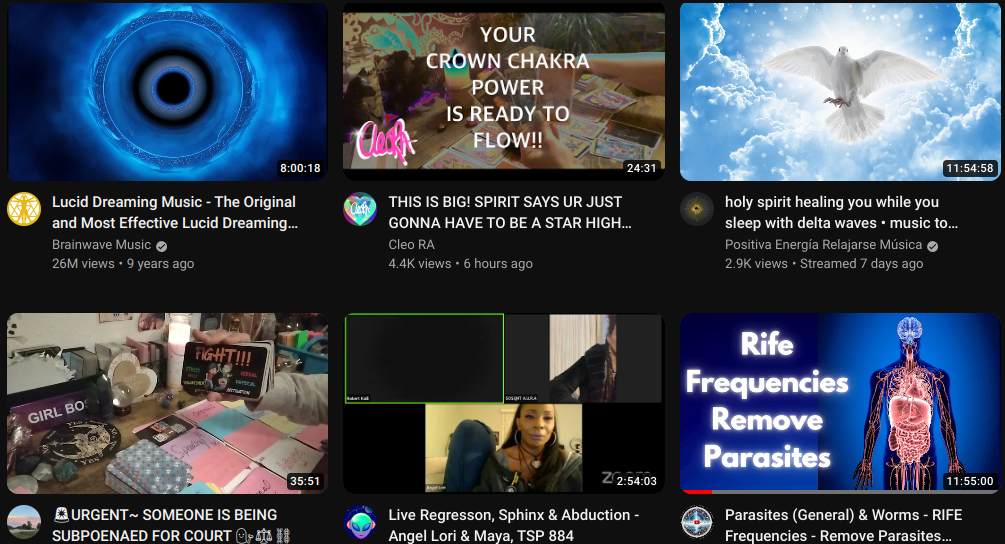 8:00:18
YOUR
CROWN CHAKRA
POWER
IS READY TO
FLOW!!
CleoRA
24:31
11:54:58
Lucid Dreaming Music - The Original
and Most Effective Lucid Dreaming...
Brainwave Music
26M views • 9 years ago
THIS IS BIG! SPIRIT SAYS UR JUST
GONNA HAVE TO BE A STAR HIGH...
Cleo RA
4.4K views • 6 hours ago
holy spirit healing you while you
sleep with delta waves • music to...
Positiva Energía Relajarse Música
2.9K views • Streamed 7 days ago
FIGHT!!!
GIRL BO
YES
35:51
Robert Kalil
zoom
Angel Lori
2:54:03
Rife
Frequencies
Remove
Parasites
11:55:00
URGENT~ SOMEONE IS BEING
SUBPOENAED FOR COURT
Live Regresson, Sphinx & Abduction -
Angel Lori & Maya, TSP 884
Parasites (General) & Worms - RIFE
Frequencies - Remove Parasites...